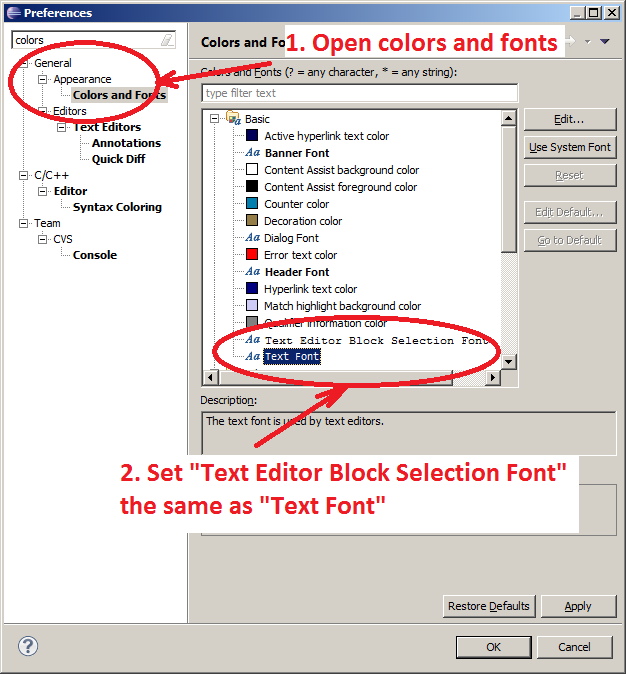 Preferences
colors
General
Appearance
Colors and Fonts
Editors
Text Editors
Annotations
Quick Diff
C/C++
Editor
Syntax Coloring
Team
CVS
Console
1. Open colors and fonts
Colors and Fo
Colors and Fonts (? = any character, * = any string):
type filter text
Basic
Active hyperlink text color
Aa Banner Font
Content Assist background color
Content Assist foreground color
Counter color
Decoration color
Aa Dialog Font
Error text color
Aa Header Font
Hyperlink text color
Match highlight background color
Qualifier information color
Aa Text Editor Block Selection Font
Aa Text Font
Edit...
Use System Font
Reset
Edit Default...
Go to Default
Description:
The text font is used by text editors.
2. Set "Text Editor Block Selection Font"
the same as "Text Font"
Restore Defaults
Apply
?
OK
Cancel